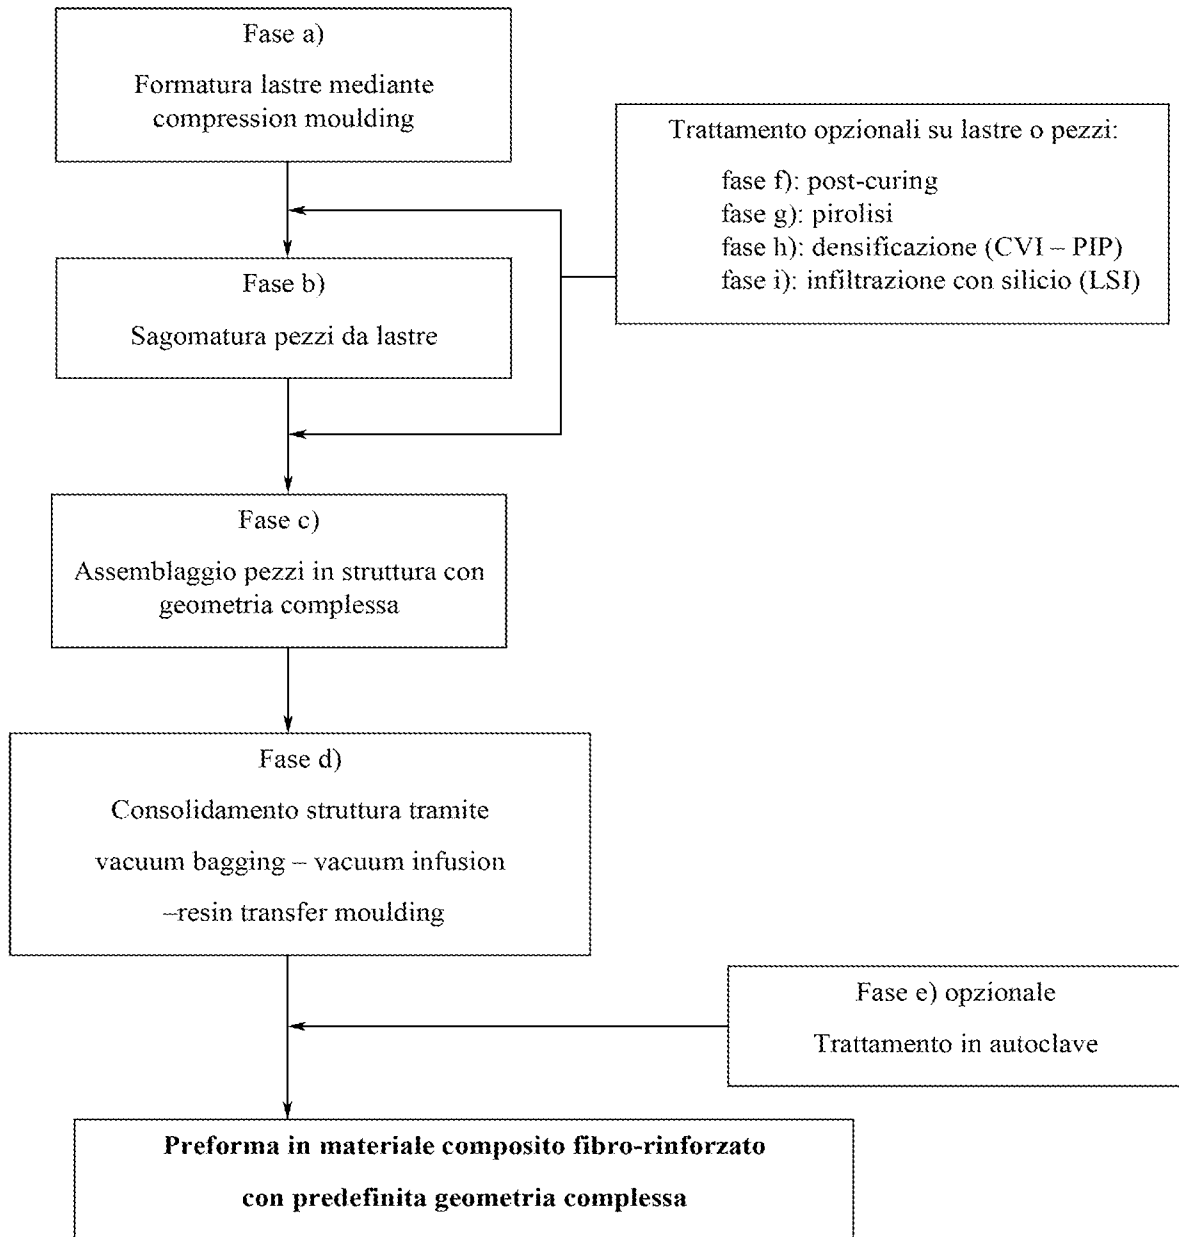 Fase a)
Formatura lastre mediante
compression moulding
Trattamento opzionali su lastre o pezzi:
fase f): post-curing
fase g): pirolisi
fase h): densificazione (CVI – PIP)
fase i): infiltrazione con silicio (LSI)
Fase b)
Sagomatura pezzi da lastre
Fase c)
Assemblaggio pezzi in struttura con
geometria complessa
Fase d)
Consolidamento struttura tramite
vacuum bagging – vacuum infusion
–resin transfer moulding
Fase e) opzionale
Trattamento in autoclave
Preforma in materiale composito fibro-rinforzato
con predefinita geometria complessa